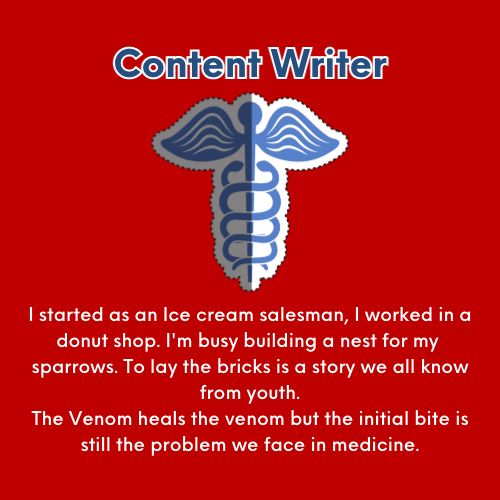 Content Writer
I started as an Ice cream salesman, I worked in a
donut shop. I'm busy building a nest for my
sparrows. To lay the bricks is a story we all know
from youth.
The Venom heals the venom but the initial bite is
still the problem we face in medicine.